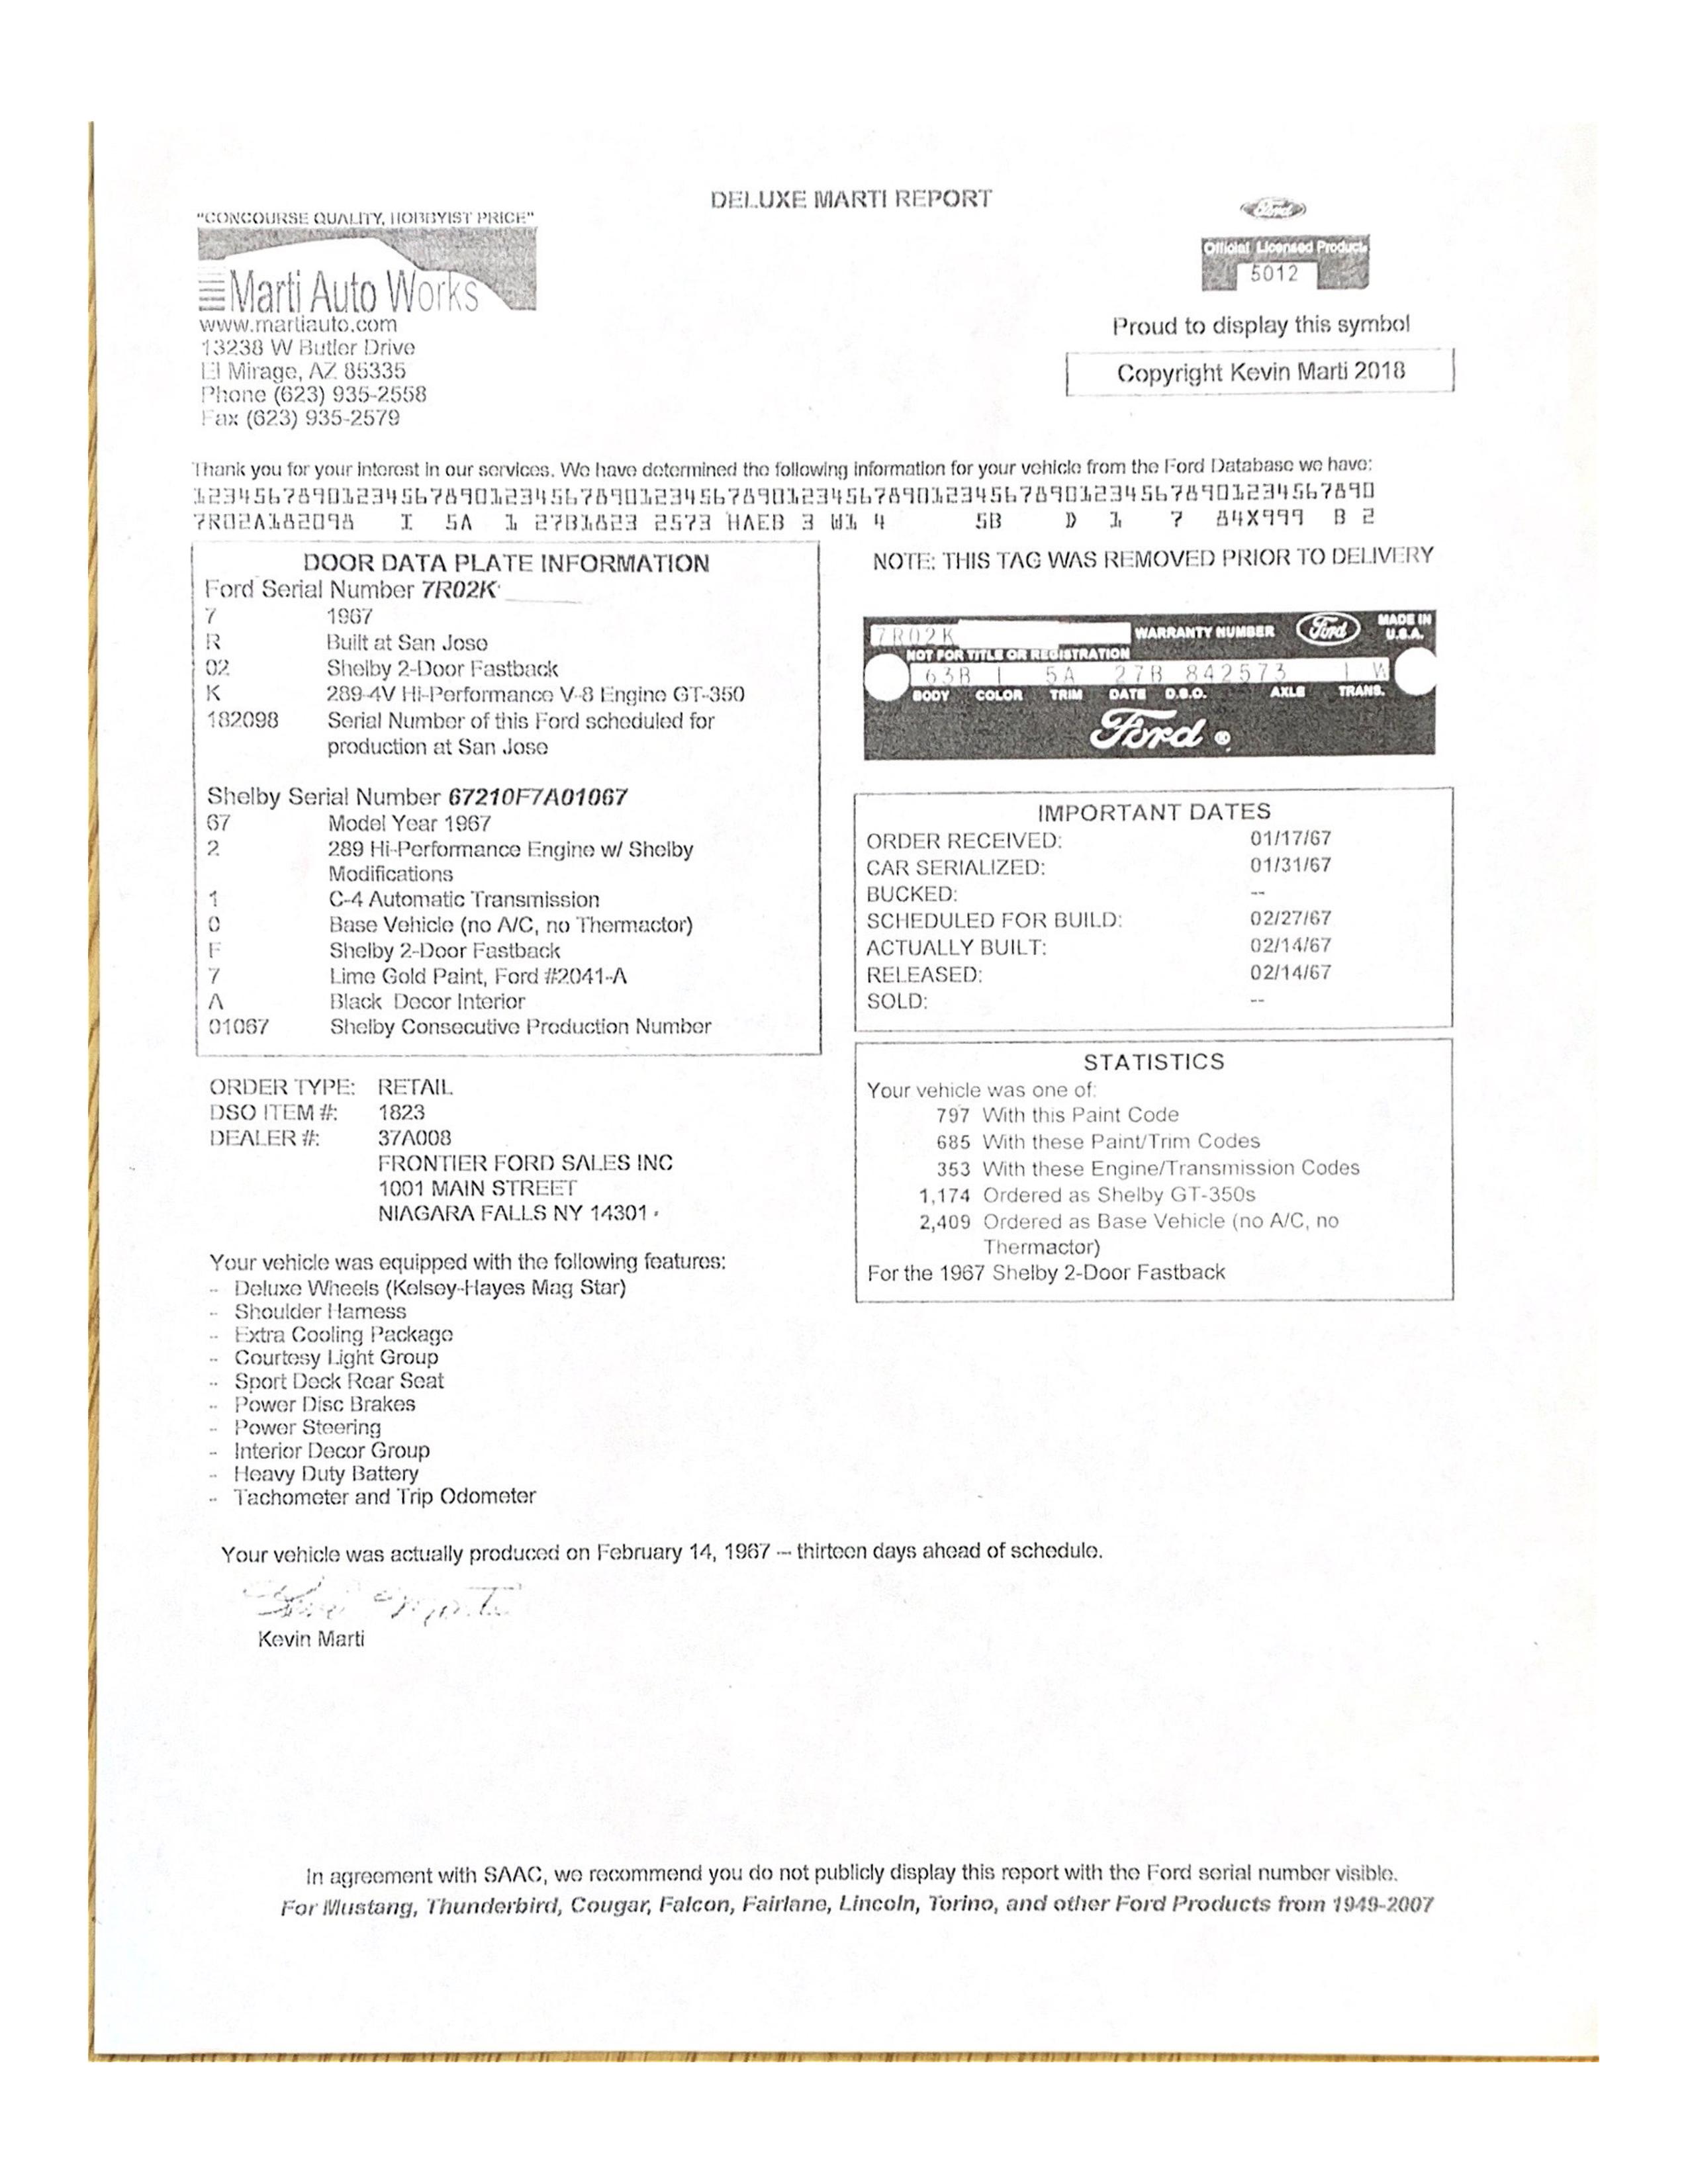 DELUXE MARTI REPORT
"CONCOURSE QUALITY, HOBBYIST PRICE"
Marti Auto Works
www.martiauto.com
13238 W Butler Drive
El Mirage, AZ 85335
Phone (623) 935-2558
Fax (623) 935-2579
Ford
Official Licensed Product
5012
Proud to display this symbol
Copyright Kevin Marti 2018
Thank you for your interest in our services. We have determined the following information for your vehicle from the Ford Database we have:
12345678901234567890123456789012345678901234567890123456789012345678901234567890
7R02A182098 I 5A 1 27B1823 2573 HAEB 3 W1 4 5B D 1 7 84X999 B 2
DOOR DATA PLATE INFORMATION
Ford Serial Number 7R02K
7 1967
R Built at San Jose
02 Shelby 2-Door Fastback
K 289-4V Hi-Performance V-8 Engine GT-350
182098 Serial Number of this Ford scheduled for
production at San Jose
Shelby Serial Number 67210F7A01067
67 Model Year 1967
2 289 Hi-Performance Engine w/ Shelby
Modifications
1 C-4 Automatic Transmission
0 Base Vehicle (no A/C, no Thermactor)
F Shelby 2-Door Fastback
7 Lime Gold Paint, Ford #2041-A
A Black Decor Interior
01067 Shelby Consecutive Production Number
NOTE: THIS TAG WAS REMOVED PRIOR TO DELIVERY
7R02K WARRANTY NUMBER Ford MADE IN
U.S.A.
NOT FOR TITLE OR REGISTRATION
63B I 5A 27B 842573 1 W
BODY COLOR TRIM DATE D.S.O. AXLE TRANS.
Ford ®
IMPORTANT DATES
ORDER RECEIVED: 01/17/67
CAR SERIALIZED: 01/31/67
BUCKED: --
SCHEDULED FOR BUILD: 02/27/67
ACTUALLY BUILT: 02/14/67
RELEASED: 02/14/67
SOLD: --
ORDER TYPE: RETAIL
DSO ITEM #: 1823
DEALER #: 37A008
FRONTIER FORD SALES INC
1001 MAIN STREET
NIAGARA FALLS NY 14301
STATISTICS
Your vehicle was one of:
797 With this Paint Code
685 With these Paint/Trim Codes
353 With these Engine/Transmission Codes
1,174 Ordered as Shelby GT-350s
2,409 Ordered as Base Vehicle (no A/C, no
Thermactor)
For the 1967 Shelby 2-Door Fastback
Your vehicle was equipped with the following features:
-- Deluxe Wheels (Kelsey-Hayes Mag Star)
-- Shoulder Harness
-- Extra Cooling Package
-- Courtesy Light Group
-- Sport Deck Rear Seat
-- Power Disc Brakes
-- Power Steering
-- Interior Decor Group
-- Heavy Duty Battery
-- Tachometer and Trip Odometer
Your vehicle was actually produced on February 14, 1967 -- thirteen days ahead of schedule.
Kevin Marti
In agreement with SAAC, we recommend you do not publicly display this report with the Ford serial number visible.
For Mustang, Thunderbird, Cougar, Falcon, Fairlane, Lincoln, Torino, and other Ford Products from 1949-2007